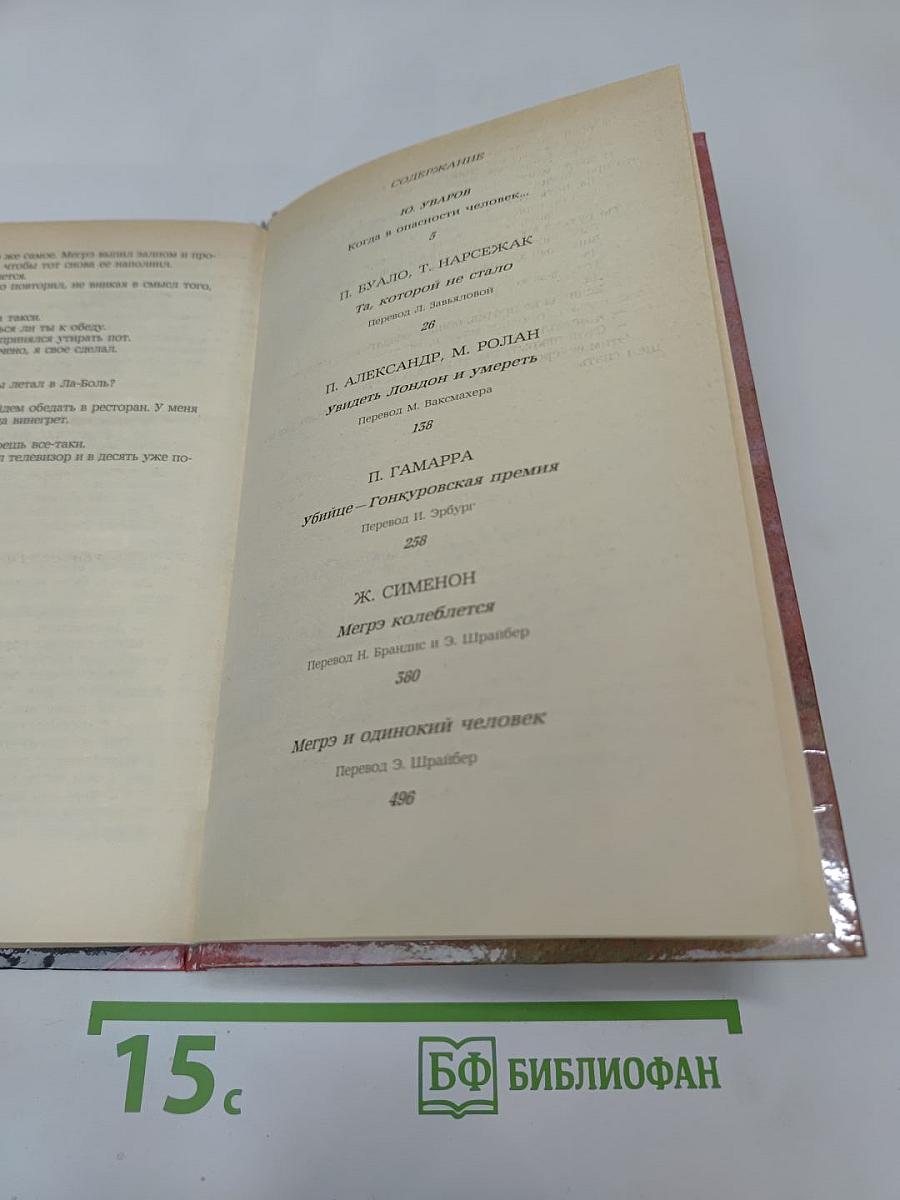 же самое. Мегрэ выпил залпом и про-
чтобы тот снова ее наполнил.
повторил, не вникая в смысл того,
такси.
ли ты к обеду.
принялся утирать пот.
я свое сделал.
летал в Ла-Боль?
обедать в ресторан. У меня
винегрет.
все-таки.
телевизор и в десять уже по-
СОДЕРЖАНИЕ
Ю. УВАРОВ
Когда в опасности человек...
5
П. БУАЛО, Т. НАРСЕЖАК
Та, которой не стало
Перевод Л. Завьяловой
26
П. АЛЕКСАНДР, М. РОЛАН
Увидеть Лондон и умереть
Перевод М. Ваксмахера
138
П. ГАМАРРА
Убийце — Гонкуровская премия
Перевод И. Эрбург
258
Ж. СИМЕНОН
Мегрэ колеблется
Перевод Н. Брандис и Э. Шрайбер
380
Мегрэ и одинокий человек
Перевод Э. Шрайбер
496
15 с
БФ БИБЛИОФАН